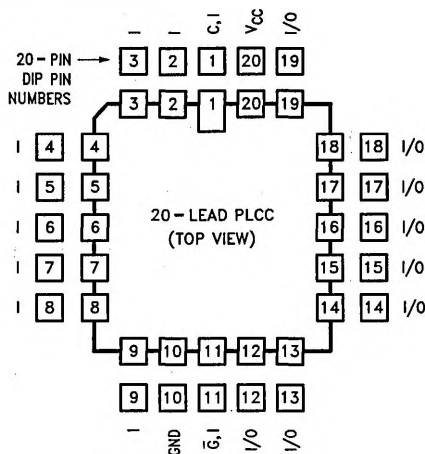 I I C,I VCC I/O
20-PIN DIP PIN NUMBERS 3 2 1 20 19
3 2 1 20 19
I 4 4 18 18 I/O
I 5 5 17 17 I/O
20-LEAD PLCC
(TOP VIEW)
I 6 6 16 16 I/O
I 7 7 15 15 I/O
I 8 8 14 14 I/O
9 10 11 12 13
9 10 11 12 13
I GND G̅,I I/O I/O